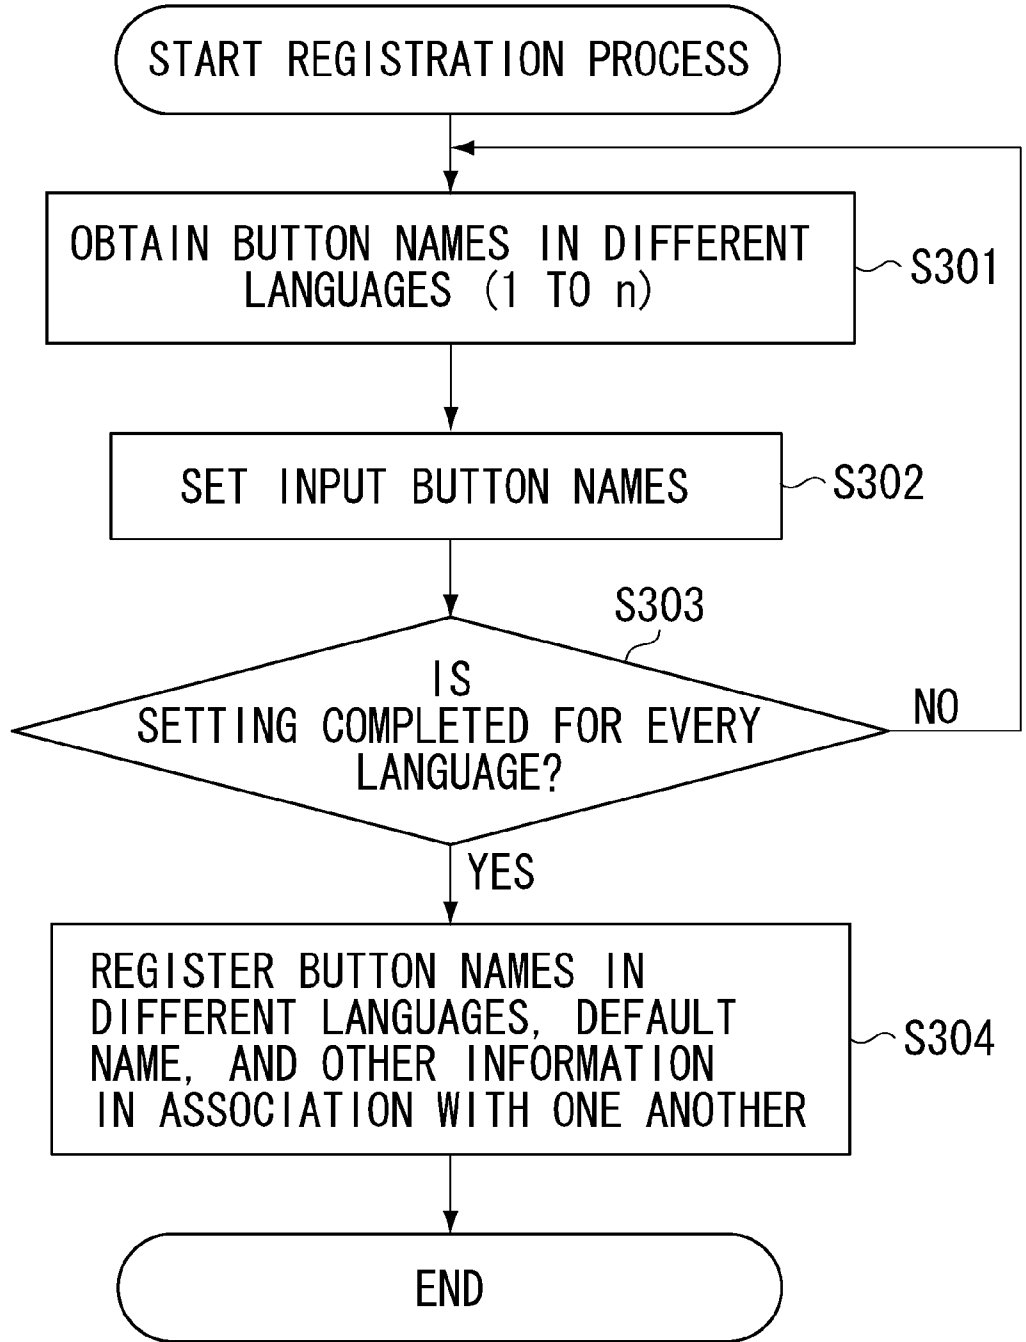 START REGISTRATION PROCESS
OBTAIN BUTTON NAMES IN DIFFERENT
LANGUAGES (1 TO n)
S301
SET INPUT BUTTON NAMES
S302
S303
IS
SETTING COMPLETED FOR EVERY
LANGUAGE?
NO
YES
REGISTER BUTTON NAMES IN
DIFFERENT LANGUAGES, DEFAULT
NAME, AND OTHER INFORMATION
IN ASSOCIATION WITH ONE ANOTHER
S304
END